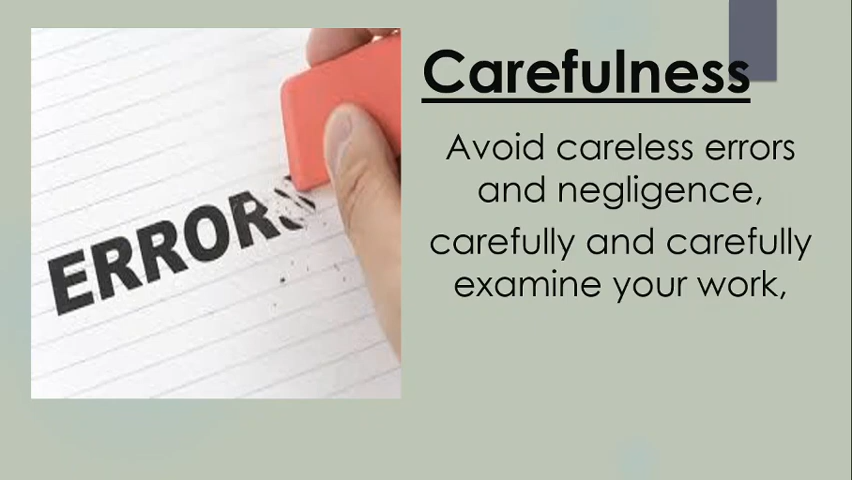 Carefulness
Avoid careless errors
and negligence,
carefully and carefully
examine your work,
ERRORS